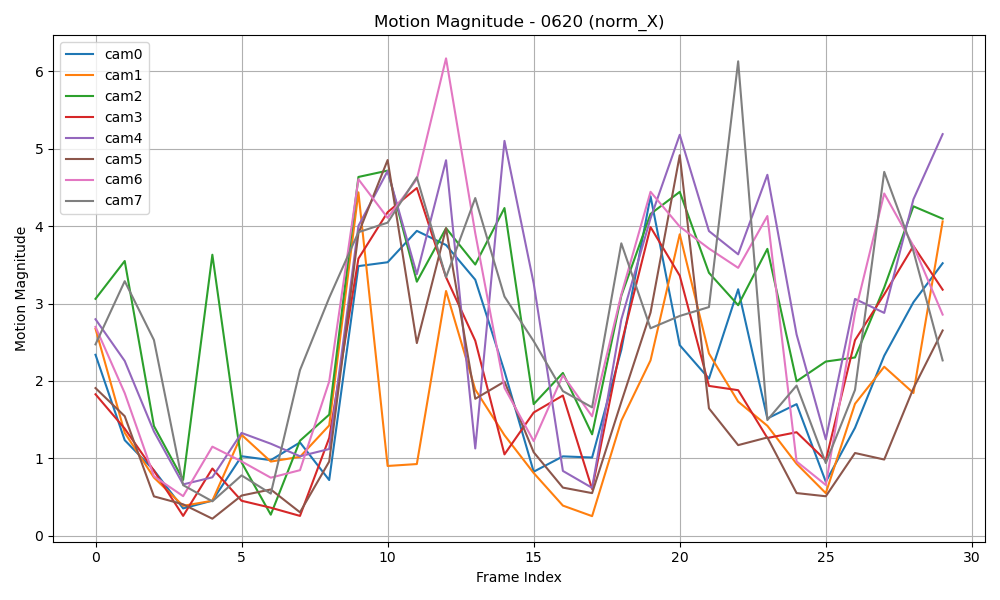 Motion Magnitude - 0620 (norm_X)
cam0
cam1
cam2
cam3
cam4
cam5
cam6
cam7
Motion Magnitude
6
5
4
3
2
1
0
0 5 10 15 20 25 30
Frame Index